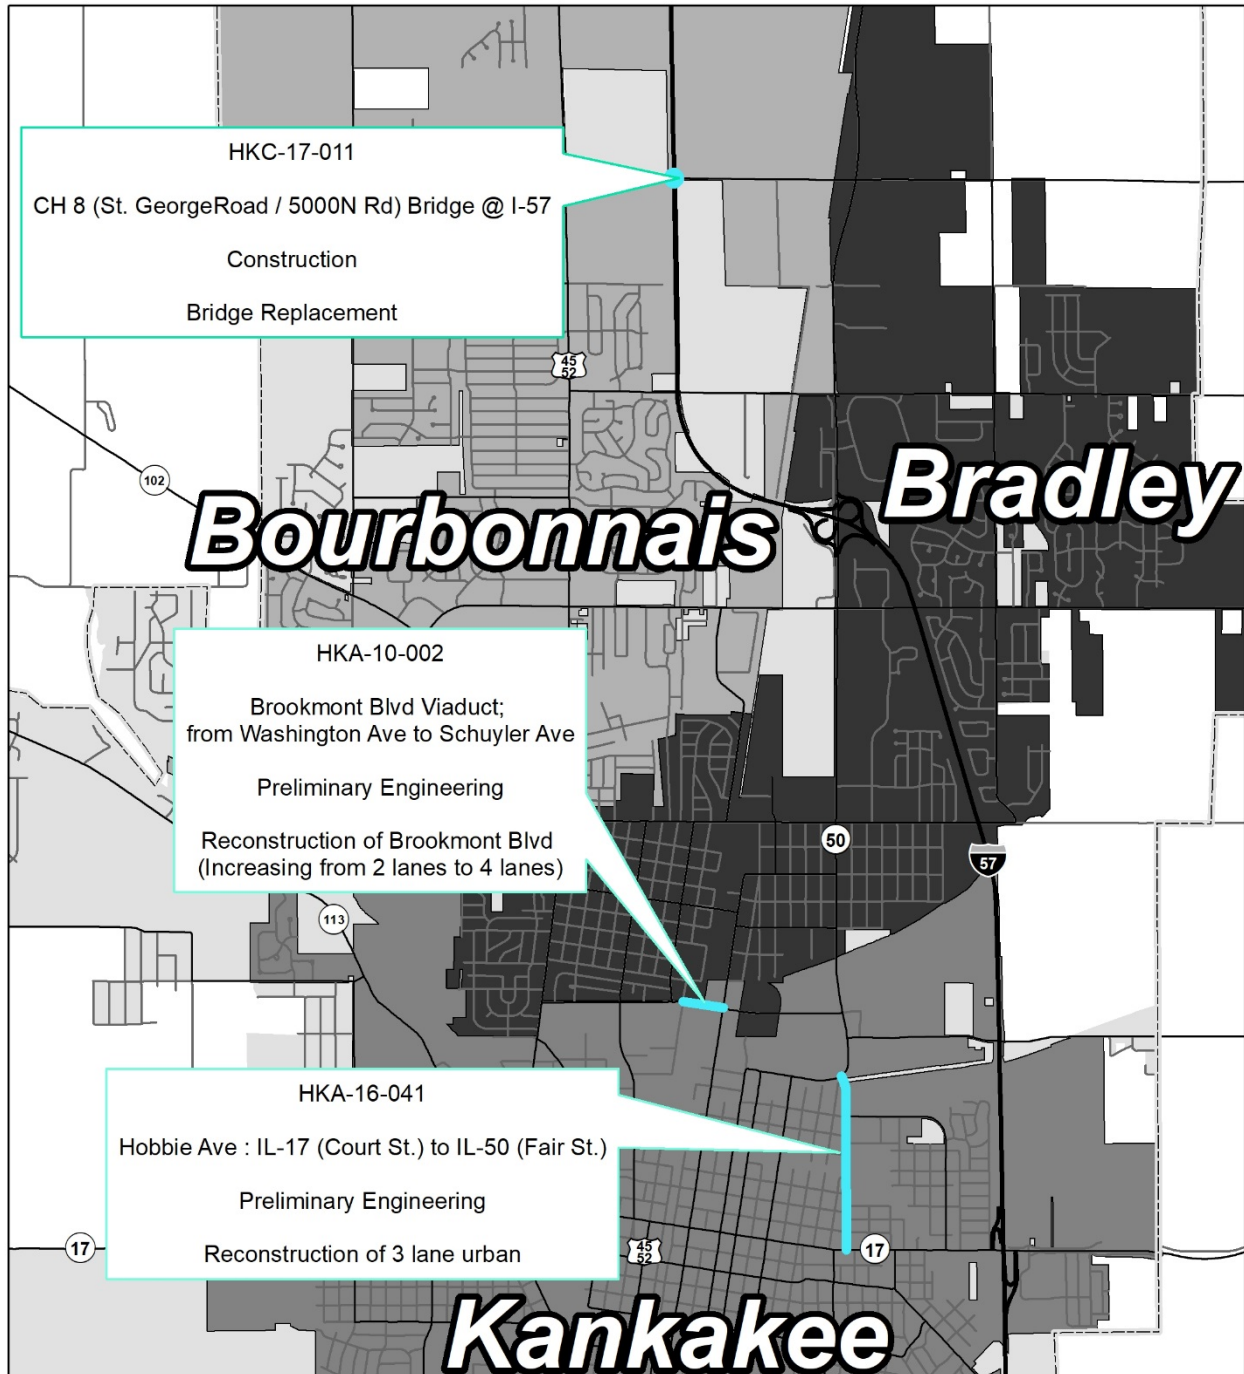 HKC-17-011
CH 8 (St. GeorgeRoad / 5000N Rd) Bridge @ I-57
Construction
Bridge Replacement
45
52
102
Bourbonnais
Bradley
HKA-10-002
Brookmont Blvd Viaduct;
from Washington Ave to Schuyler Ave
Preliminary Engineering
Reconstruction of Brookmont Blvd
(Increasing from 2 lanes to 4 lanes)
50
57
113
HKA-16-041
Hobbie Ave : IL-17 (Court St.) to IL-50 (Fair St.)
Preliminary Engineering
Reconstruction of 3 lane urban
17
45
52
17
Kankakee